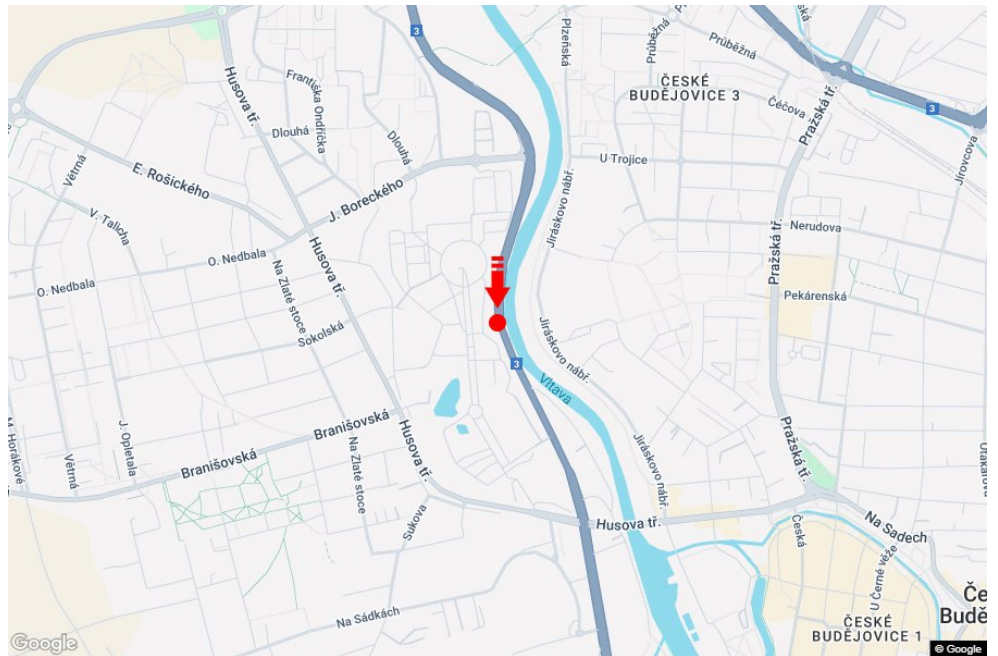 3
Plzeňská
Průběžná
Průběžná
Husova tř.
Františka Ondříčka
ČESKÉ
BUDĚJOVICE 3
Čéčova
Pražská tř.
3
Jírovcova
Dlouhá
Dlouhá
Větrná
E. Rošického
U Trojice
J. Boreckého
V. Talicha
Jiráskovo nábř.
Nerudova
O. Nedbala
O. Nedbala
Husova tř.
Na Zlaté stoce
Pražská tř.
Pekárenská
Sokolská
Jiráskovo nábř.
3
Vltava
Branišovská
Branišovská
Husova tř.
J. Opletala
M. Horákové
Větrná
Na Zlaté stoce
Jiráskovo nábř.
Pražská tř.
Sukova
Husova tř.
Česká
Na Sadech
U Černé věže
Na Sádkách
Če
Budě
ČESKÉ
BUDĚJOVICE 1
Google
© Google